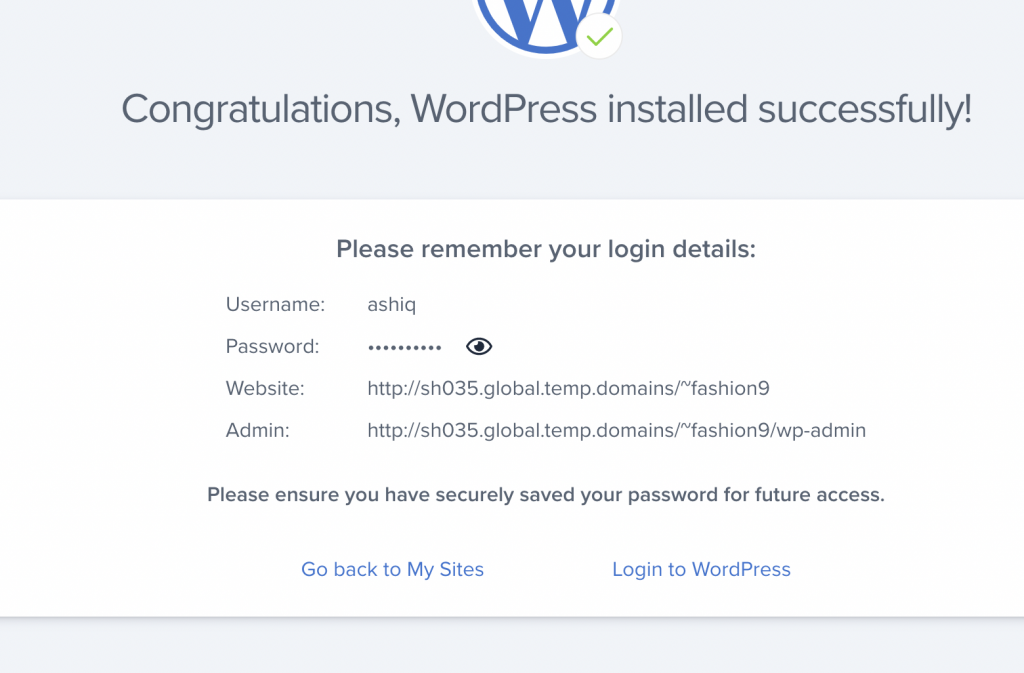 Congratulations, WordPress installed successfully!
Please remember your login details:
Username: ashiq
Password: ••••••••••
Website: http://sh035.global.temp.domains/~fashion9
Admin: http://sh035.global.temp.domains/~fashion9/wp-admin
Please ensure you have securely saved your password for future access.
Go back to My Sites Login to WordPress